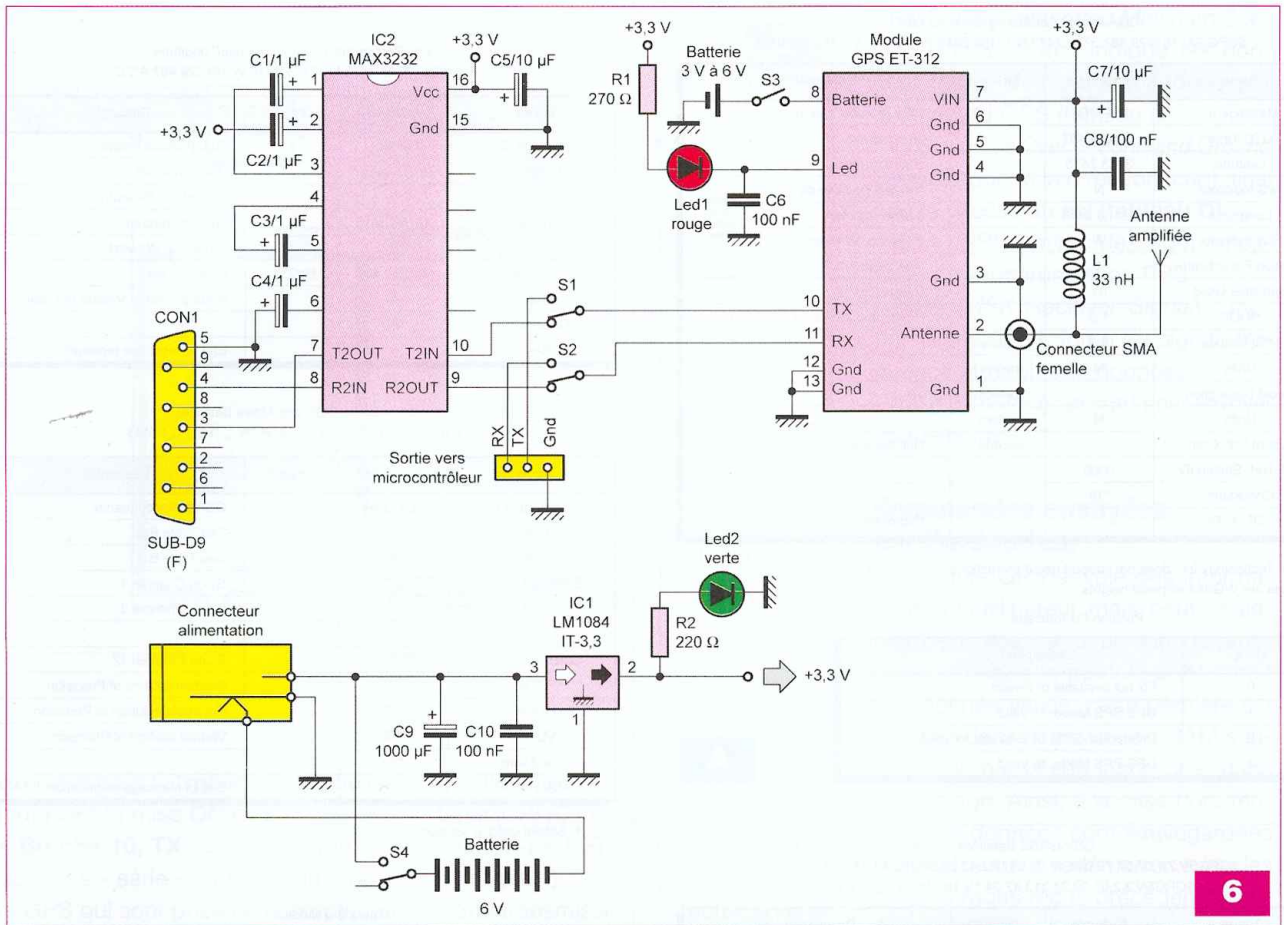 IC2
MAX3232
+3,3 V
C1/1 µF
+
1
16
C5/10 µF
+
Vcc
+3,3 V
+
2
Gnd
15
C2/1 µF
3
4
C3/1 µF
+
5
C4/1 µF
+
6
7
T2OUT
T2IN
10
8
R2IN
R2OUT
9
CON1
5
9
4
8
3
7
2
6
1
SUB-D9
(F)
S1
S2
RX
TX
Gnd
Sortie vers
microcontrôleur
+3,3 V
R1
270 Ω
Batterie
3 V à 6 V
S3
Led1
rouge
C6
100 nF
Module
GPS ET-312
8
Batterie
VIN
7
Gnd
6
Gnd
5
9
Led
Gnd
4
Gnd
3
10
TX
Antenne
2
11
RX
12
Gnd
13
Gnd
Gnd
1
+3,3 V
C7/10 µF
+
C8/100 nF
Antenne
amplifiée
L1
33 nH
Connecteur SMA
femelle
Connecteur
alimentation
Led2
verte
IC1
LM1084
IT-3,3
R2
220 Ω
3
2
1
+3,3 V
+
C9
1000 µF
C10
100 nF
S4
Batterie
6 V
6